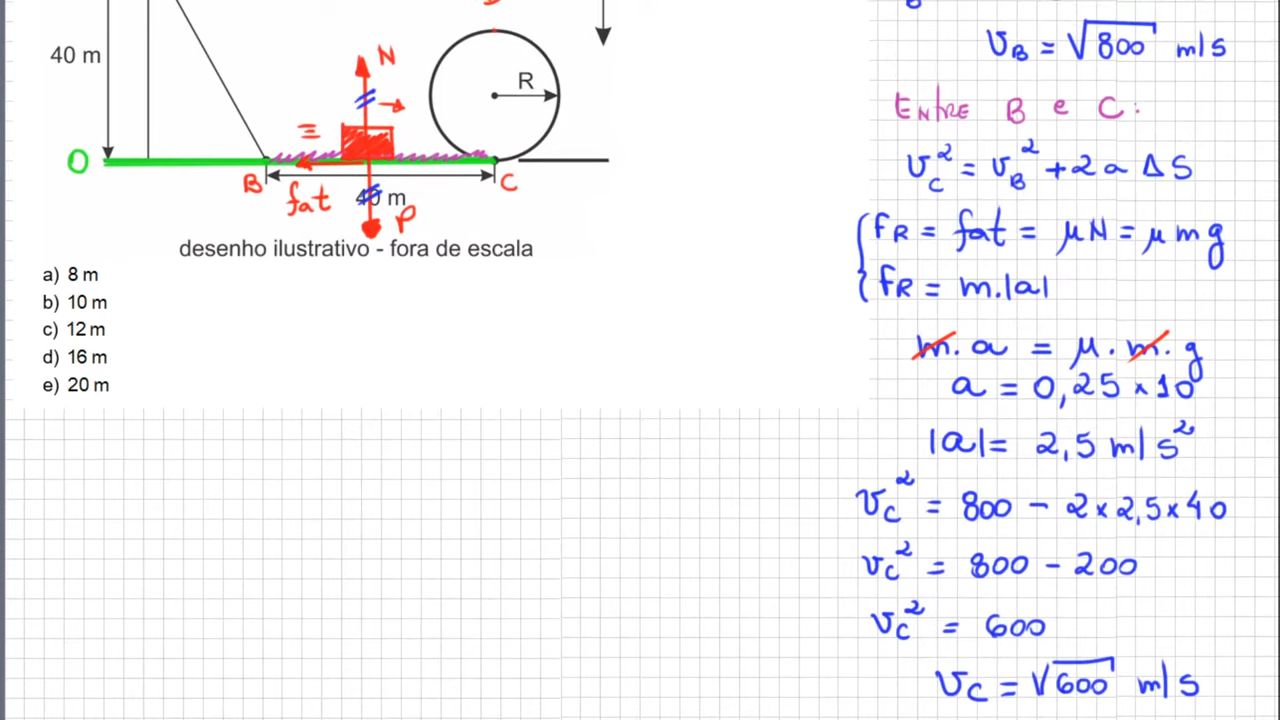 40 m
N
R
O
B
fat
40 m
C
P
desenho ilustrativo - fora de escala
a) 8 m
b) 10 m
c) 12 m
d) 16 m
e) 20 m
v_B = √800 m/s
ENTRE B e C:
v_C² = v_B² + 2 a ΔS
FR = fat = μN = μ m g
FR = m.|a|
m. a = μ. m. g
a = 0,25 × 10
|a| = 2,5 m/s²
v_C² = 800 - 2 × 2,5 × 40
v_C² = 800 - 200
v_C² = 600
v_C = √600 m/s